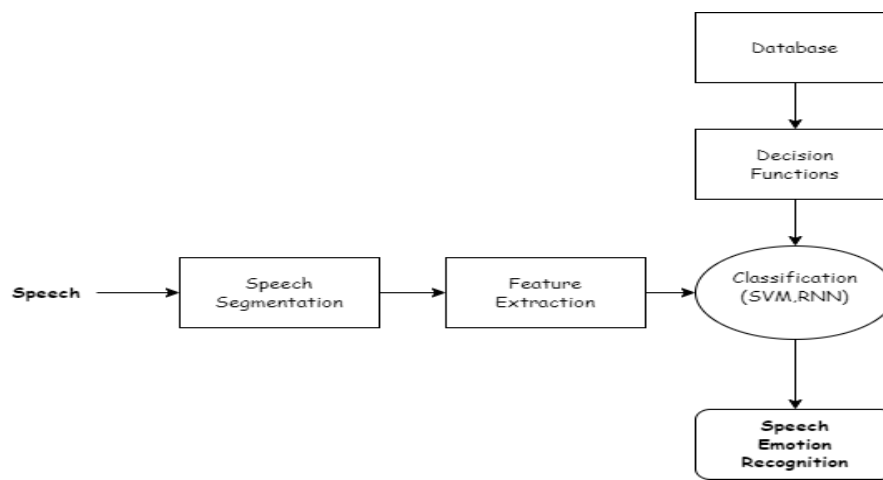 Database
Decision
Functions
Speech
Speech
Segmentation
Feature
Extraction
Classification
(SVM,RNN)
Speech
Emotion
Recognition